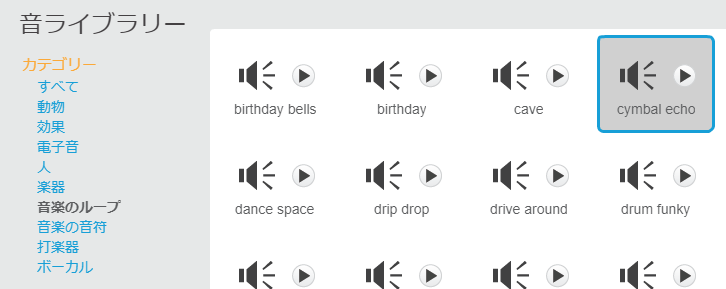 音ライブラリー
カテゴリー
すべて
動物
効果
電子音
人
楽器
音楽のループ
音楽の音符
打楽器
ボーカル
birthday bells
birthday
cave
cymbal echo
dance space
drip drop
drive around
drum funky